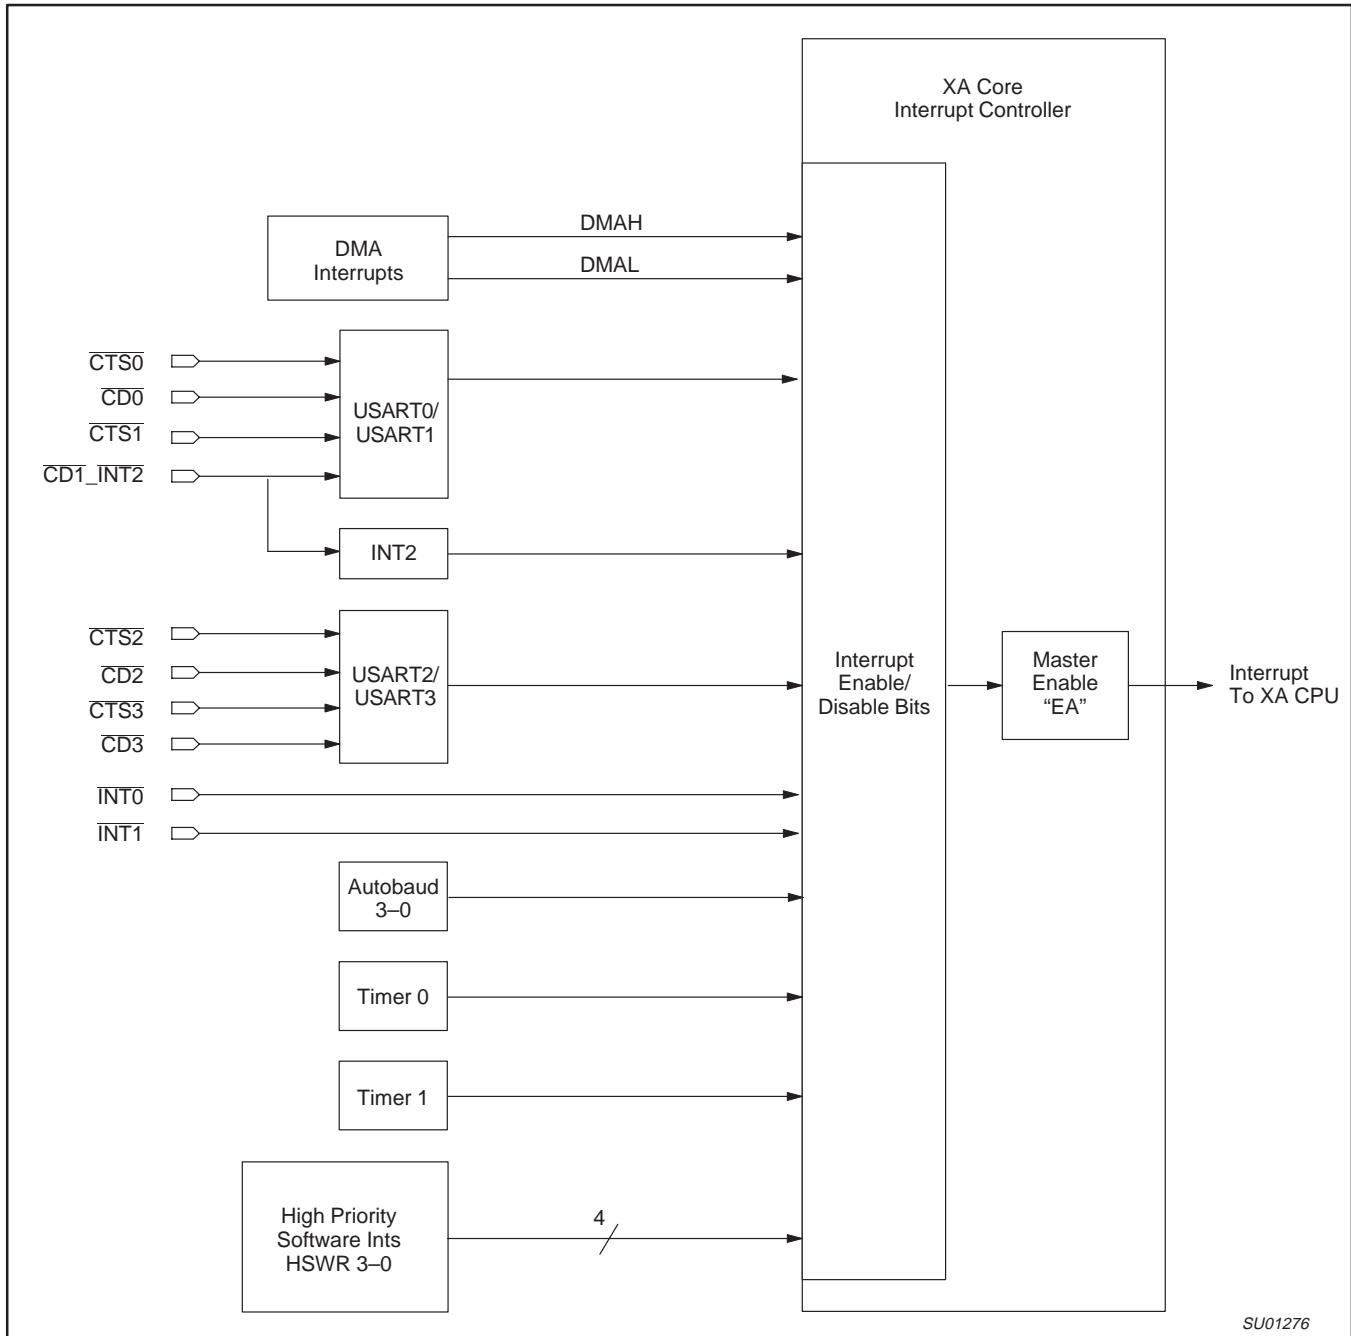 XA Core
Interrupt Controller
DMAH
DMA
Interrupts
DMAL
CTS0
CD0
CTS1
CD1_INT2
USART0/
USART1
INT2
CTS2
CD2
CTS3
CD3
USART2/
USART3
Interrupt
Enable/
Disable Bits
Master
Enable
“EA”
Interrupt
To XA CPU
INT0
INT1
Autobaud
3–0
Timer 0
Timer 1
High Priority
Software Ints
HSWR 3–0
4
SU01276